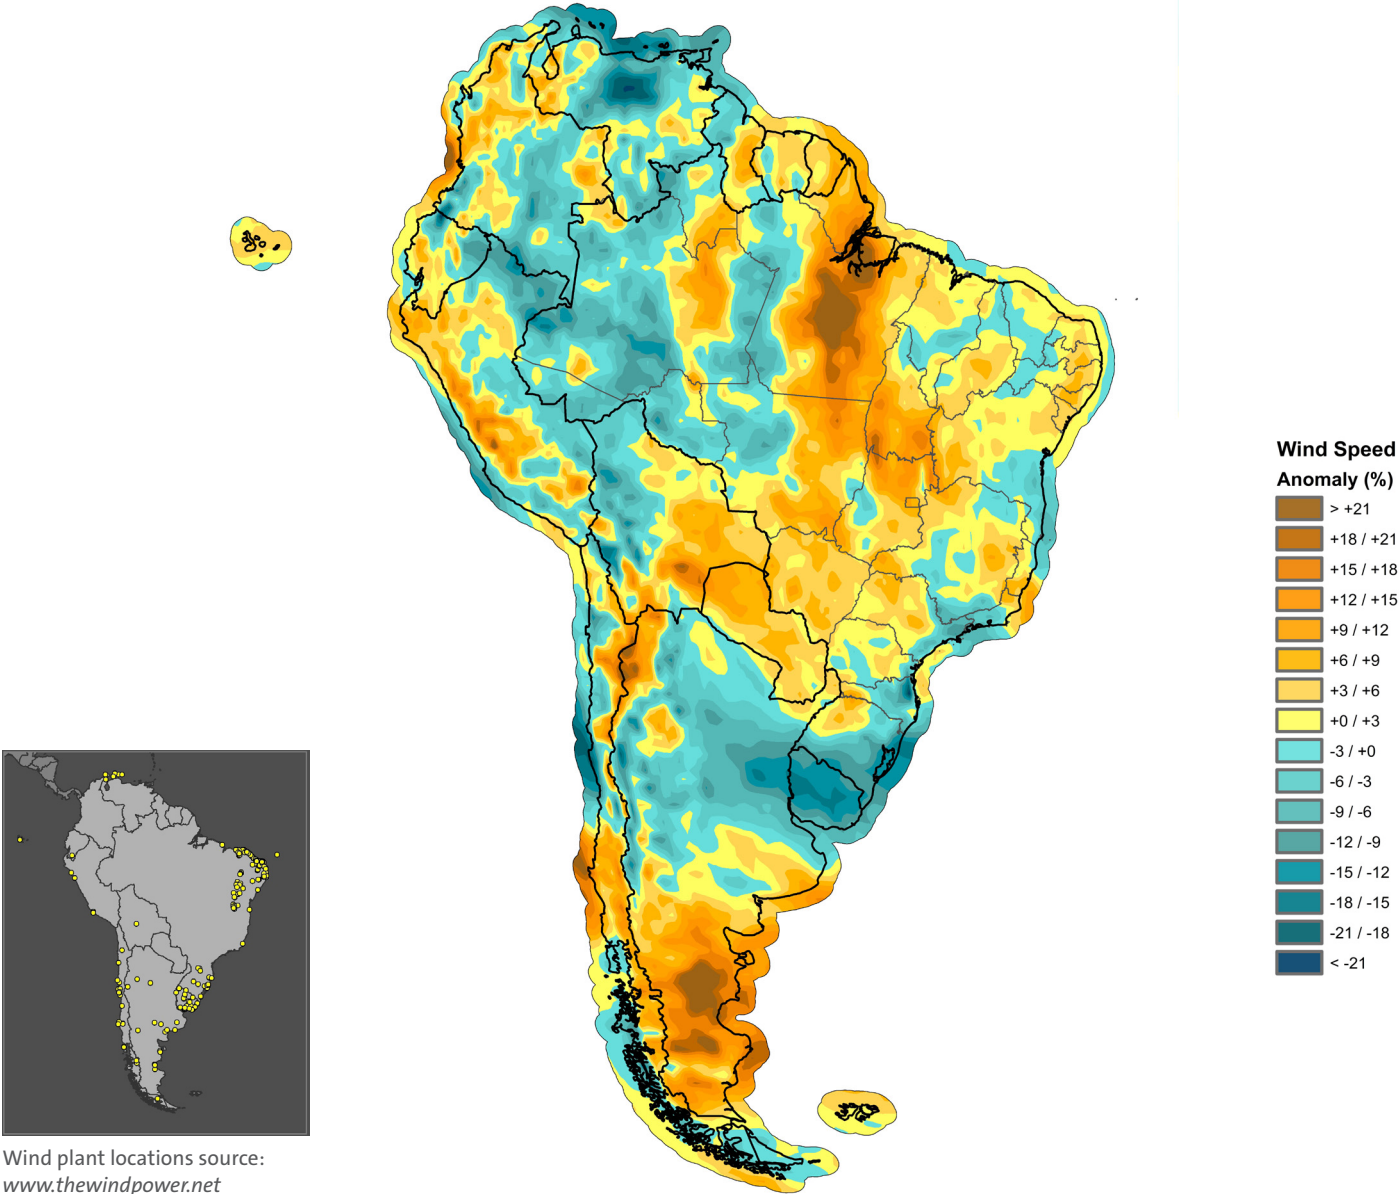 Wind Speed
Anomaly (%)
> +21
+18 / +21
+15 / +18
+12 / +15
+9 / +12
+6 / +9
+3 / +6
+0 / +3
-3 / +0
-6 / -3
-9 / -6
-12 / -9
-15 / -12
-18 / -15
-21 / -18
< -21
Wind plant locations source:
www.thewindpower.net